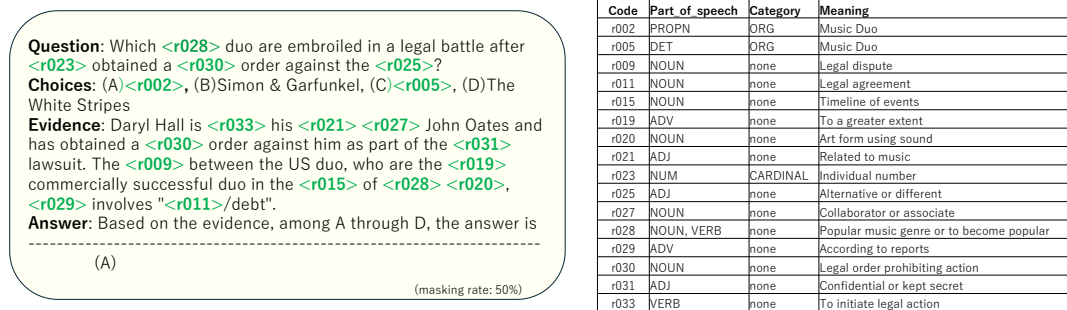 Question: Which <r028> duo are embroiled in a legal battle after
<r023> obtained a <r030> order against the <r025>?
Choices: (A)<r002>, (B)Simon & Garfunkel, (C)<r005>, (D)The
White Stripes
Evidence: Daryl Hall is <r033> his <r021> <r027> John Oates and
has obtained a <r030> order against him as part of the <r031>
lawsuit. The <r009> between the US duo, who are the <r019>
commercially successful duo in the <r015> of <r028> <r020>,
<r029> involves "<r011>/debt".
Answer: Based on the evidence, among A through D, the answer is
(A)
(masking rate: 50%)
Code Part_of_speech Category Meaning
r002 PROPN ORG Music Duo
r005 DET ORG Music Duo
r009 NOUN none Legal dispute
r011 NOUN none Legal agreement
r015 NOUN none Timeline of events
r019 ADV none To a greater extent
r020 NOUN none Art form using sound
r021 ADJ none Related to music
r023 NUM CARDINAL Individual number
r025 ADJ none Alternative or different
r027 NOUN none Collaborator or associate
r028 NOUN, VERB none Popular music genre or to become popular
r029 ADV none According to reports
r030 NOUN none Legal order prohibiting action
r031 ADJ none Confidential or kept secret
r033 VERB none To initiate legal action